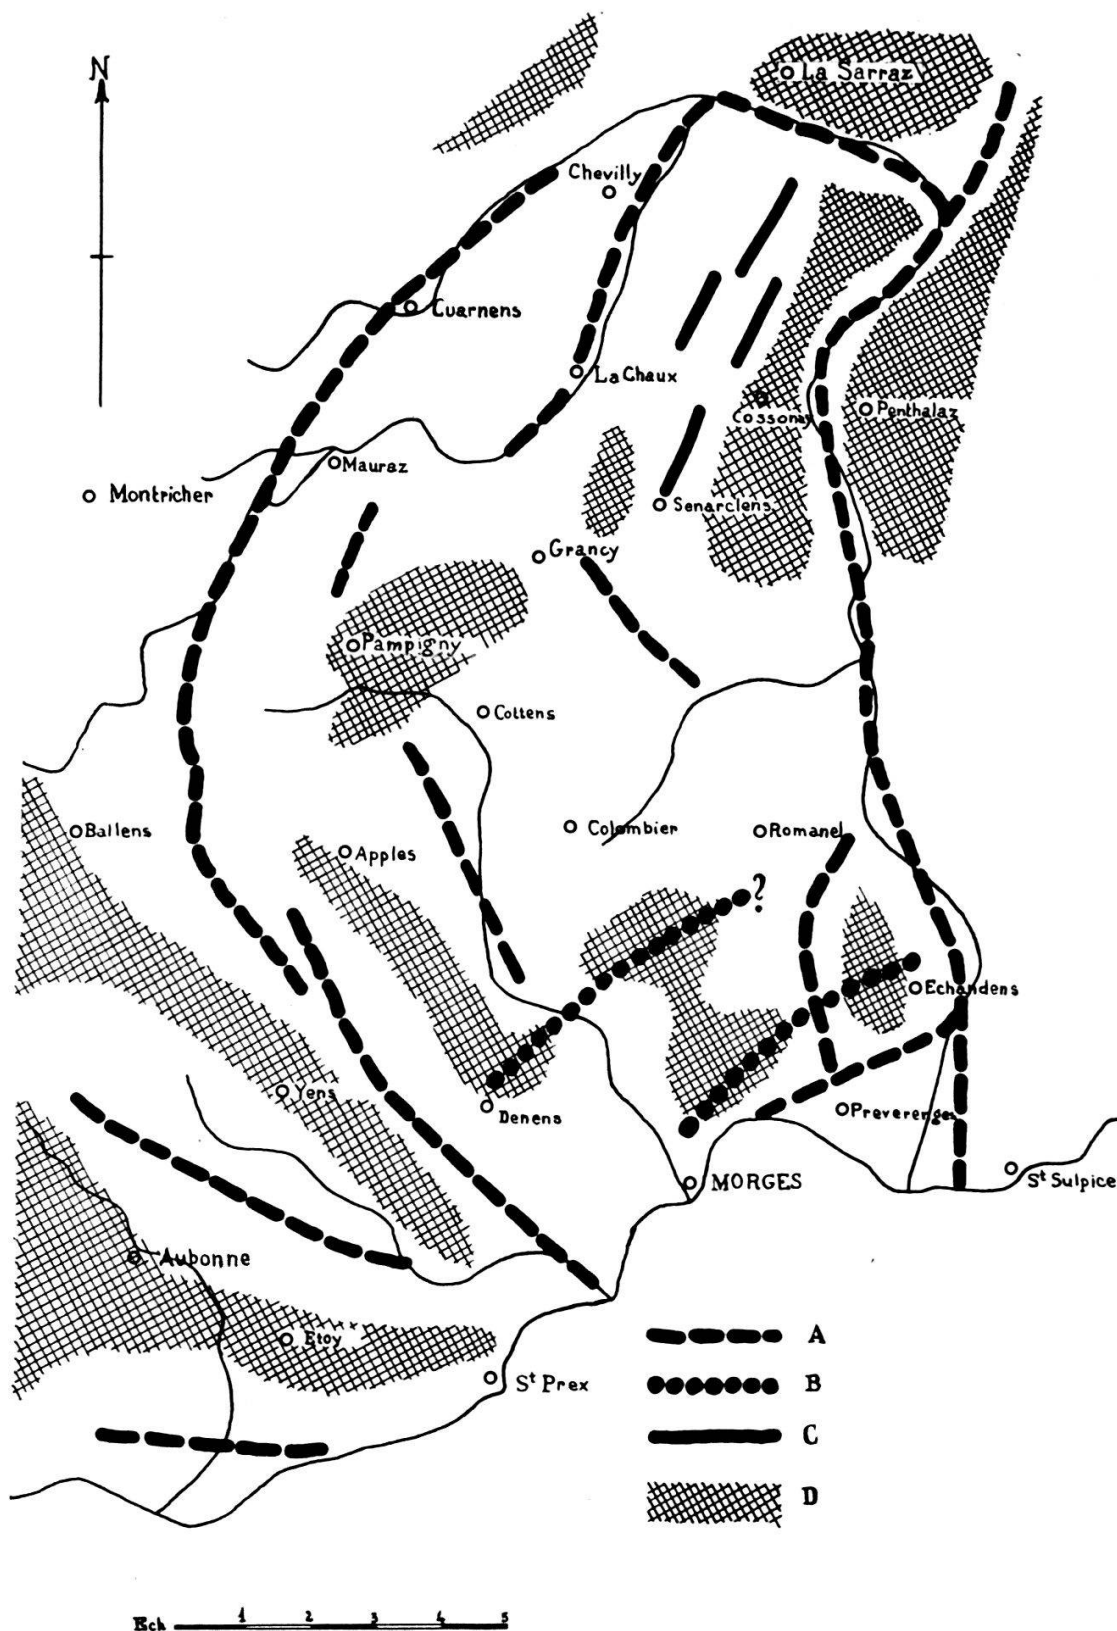 N
La Sarraz
Chevilly
Cuarnens
La Chaux
Cossonay
Penthalaz
Mauraz
Montricher
Senarclens
Grancy
Pampigny
Cottens
Ballens
Colombier
Romanel
Apples
?
Echandens
Yens
Denens
Preverenges
MORGES
St Sulpice
Aubonne
Etoy
St Prex
A
B
C
D
Ech 1 2 3 4 5